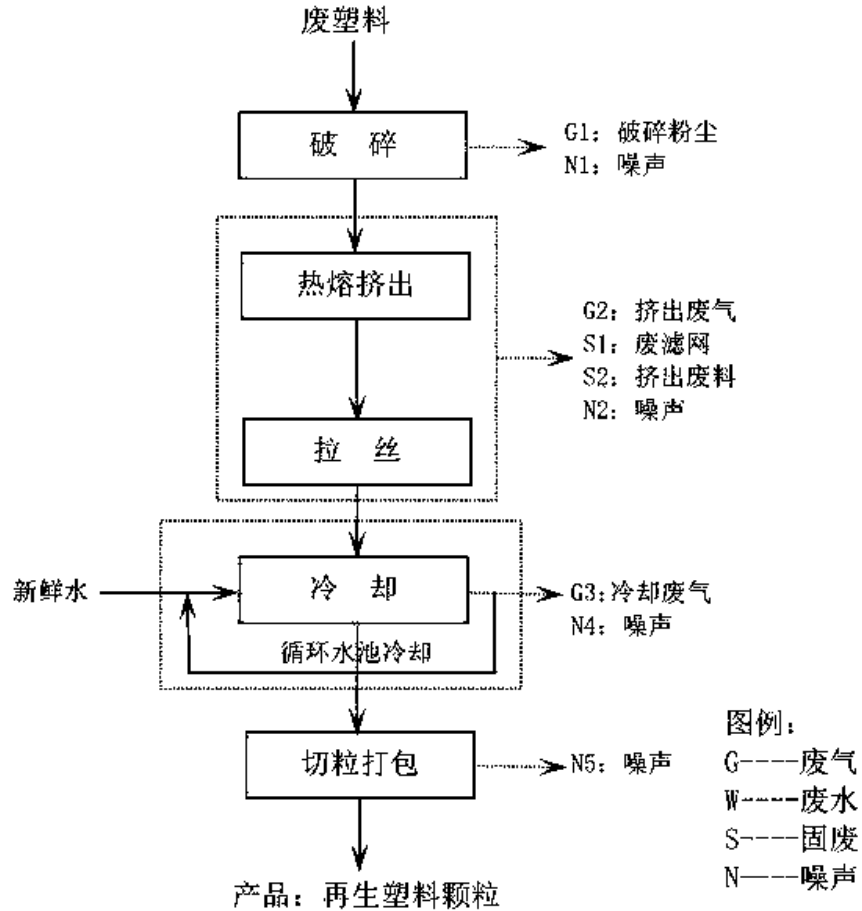 废塑料
破 碎
G1: 破碎粉尘
N1: 噪声
热熔挤出
G2: 挤出废气
S1: 废滤网
S2: 挤出废料
N2: 噪声
拉 丝
新鲜水
冷 却
G3:冷却废气
N4: 噪声
循环水池冷却
切粒打包
N5: 噪声
产品: 再生塑料颗粒
图例:
G----废气
W----废水
S----固废
N----噪声